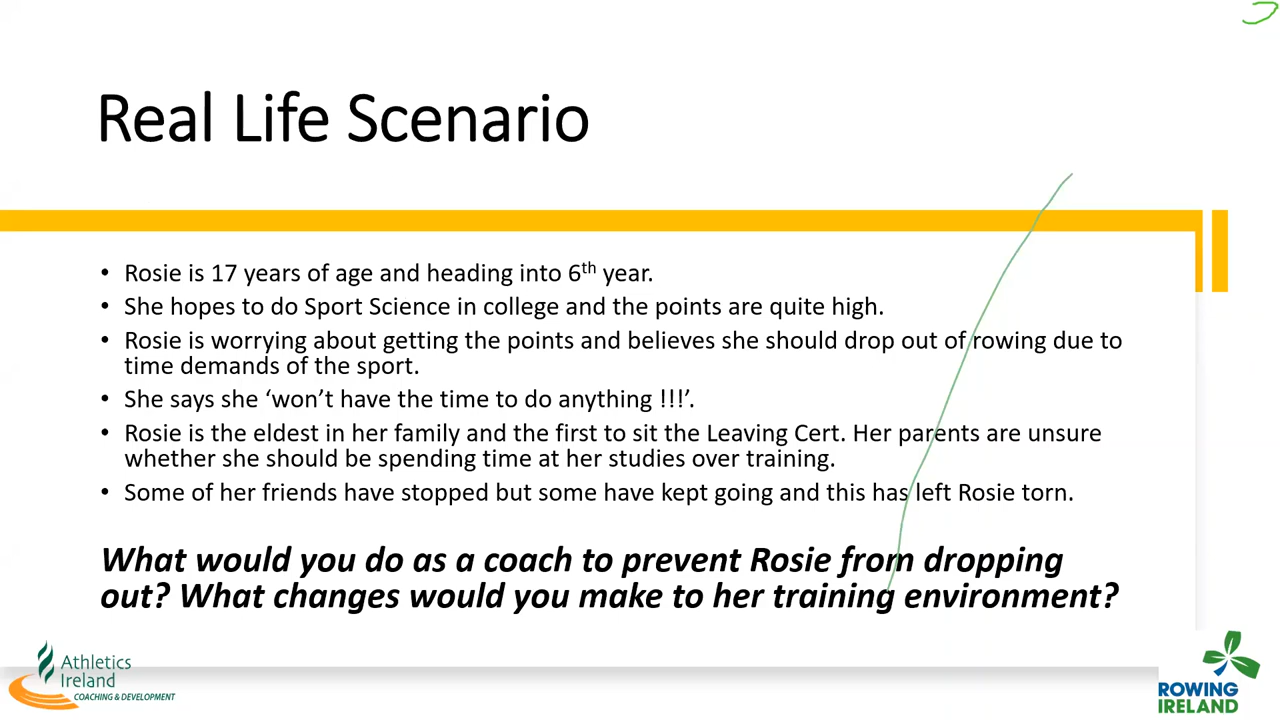 Real Life Scenario
• Rosie is 17 years of age and heading into 6th year.
• She hopes to do Sport Science in college and the points are quite high.
• Rosie is worrying about getting the points and believes she should drop out of rowing due to
time demands of the sport.
• She says she ‘won’t have the time to do anything !!!’.
• Rosie is the eldest in her family and the first to sit the Leaving Cert. Her parents are unsure
whether she should be spending time at her studies over training.
• Some of her friends have stopped but some have kept going and this has left Rosie torn.
What would you do as a coach to prevent Rosie from dropping
out? What changes would you make to her training environment?
Athletics
Ireland
COACHING & DEVELOPMENT
ROWING
IRELAND